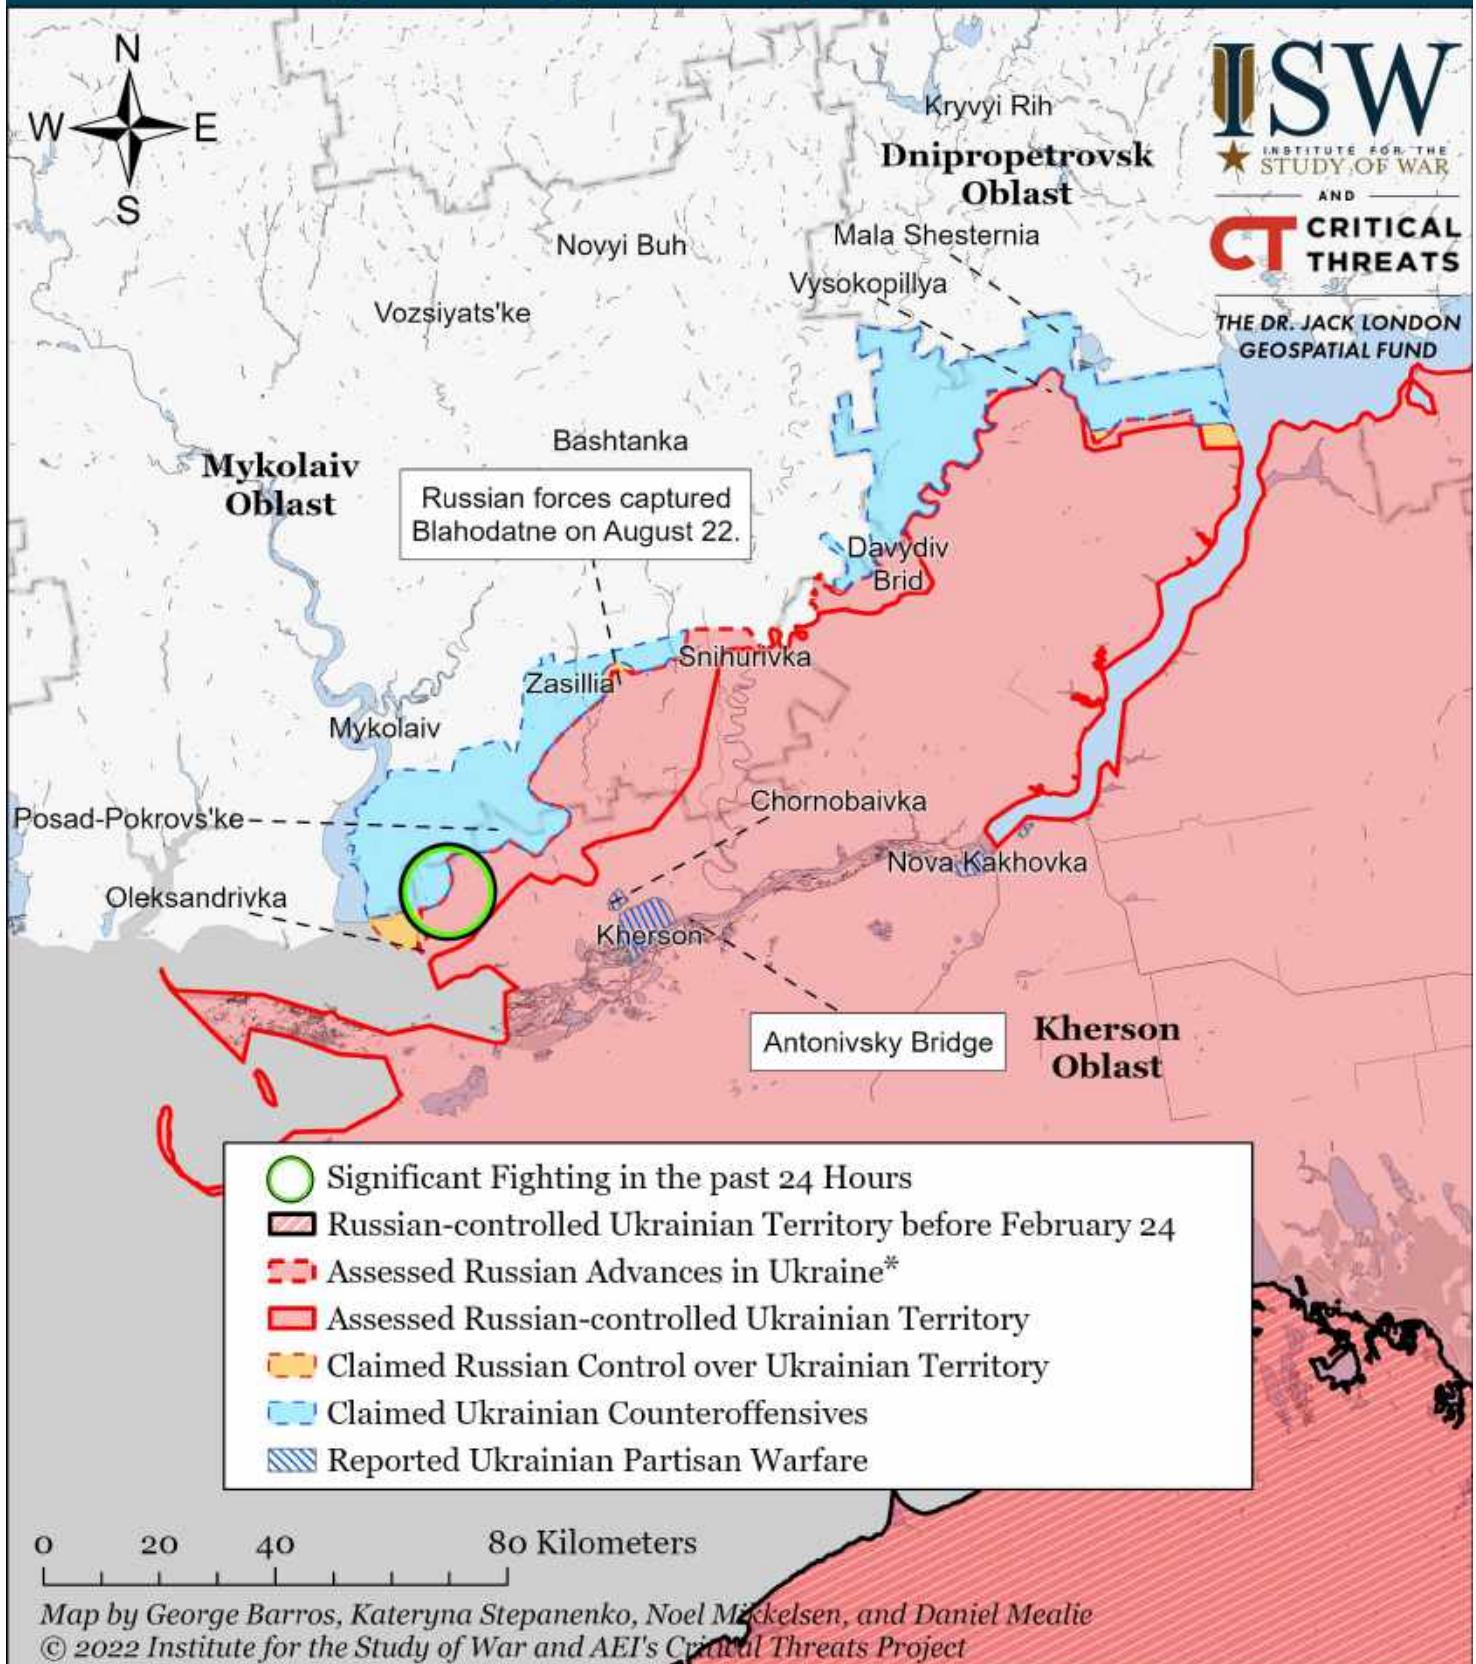 N
W E
S
ISW
INSTITUTE FOR THE
STUDY OF WAR
AND
CT CRITICAL
THREATS
THE DR. JACK LONDON
GEOSPATIAL FUND
Kryvyi Rih
Dnipropetrovsk
Oblast
Mala Shesternia
Novyi Buh
Vysokopillya
Vozsiyats'ke
Bashtanka
Mykolaiv
Oblast
Russian forces captured
Blahodatne on August 22.
Davydiv
Brid
Snihurivka
Zasillia
Mykolaiv
Chornobaivka
Posad-Pokrovs'ke
Nova Kakhovka
Oleksandrivka
Kherson
Antonivsky Bridge
Kherson
Oblast
Significant Fighting in the past 24 Hours
Russian-controlled Ukrainian Territory before February 24
Assessed Russian Advances in Ukraine*
Assessed Russian-controlled Ukrainian Territory
Claimed Russian Control over Ukrainian Territory
Claimed Ukrainian Counteroffensives
Reported Ukrainian Partisan Warfare
0 20 40 80 Kilometers
Map by George Barros, Kateryna Stepanenko, Noel Mikkelsen, and Daniel Mealie
© 2022 Institute for the Study of War and AEI's Critical Threats Project